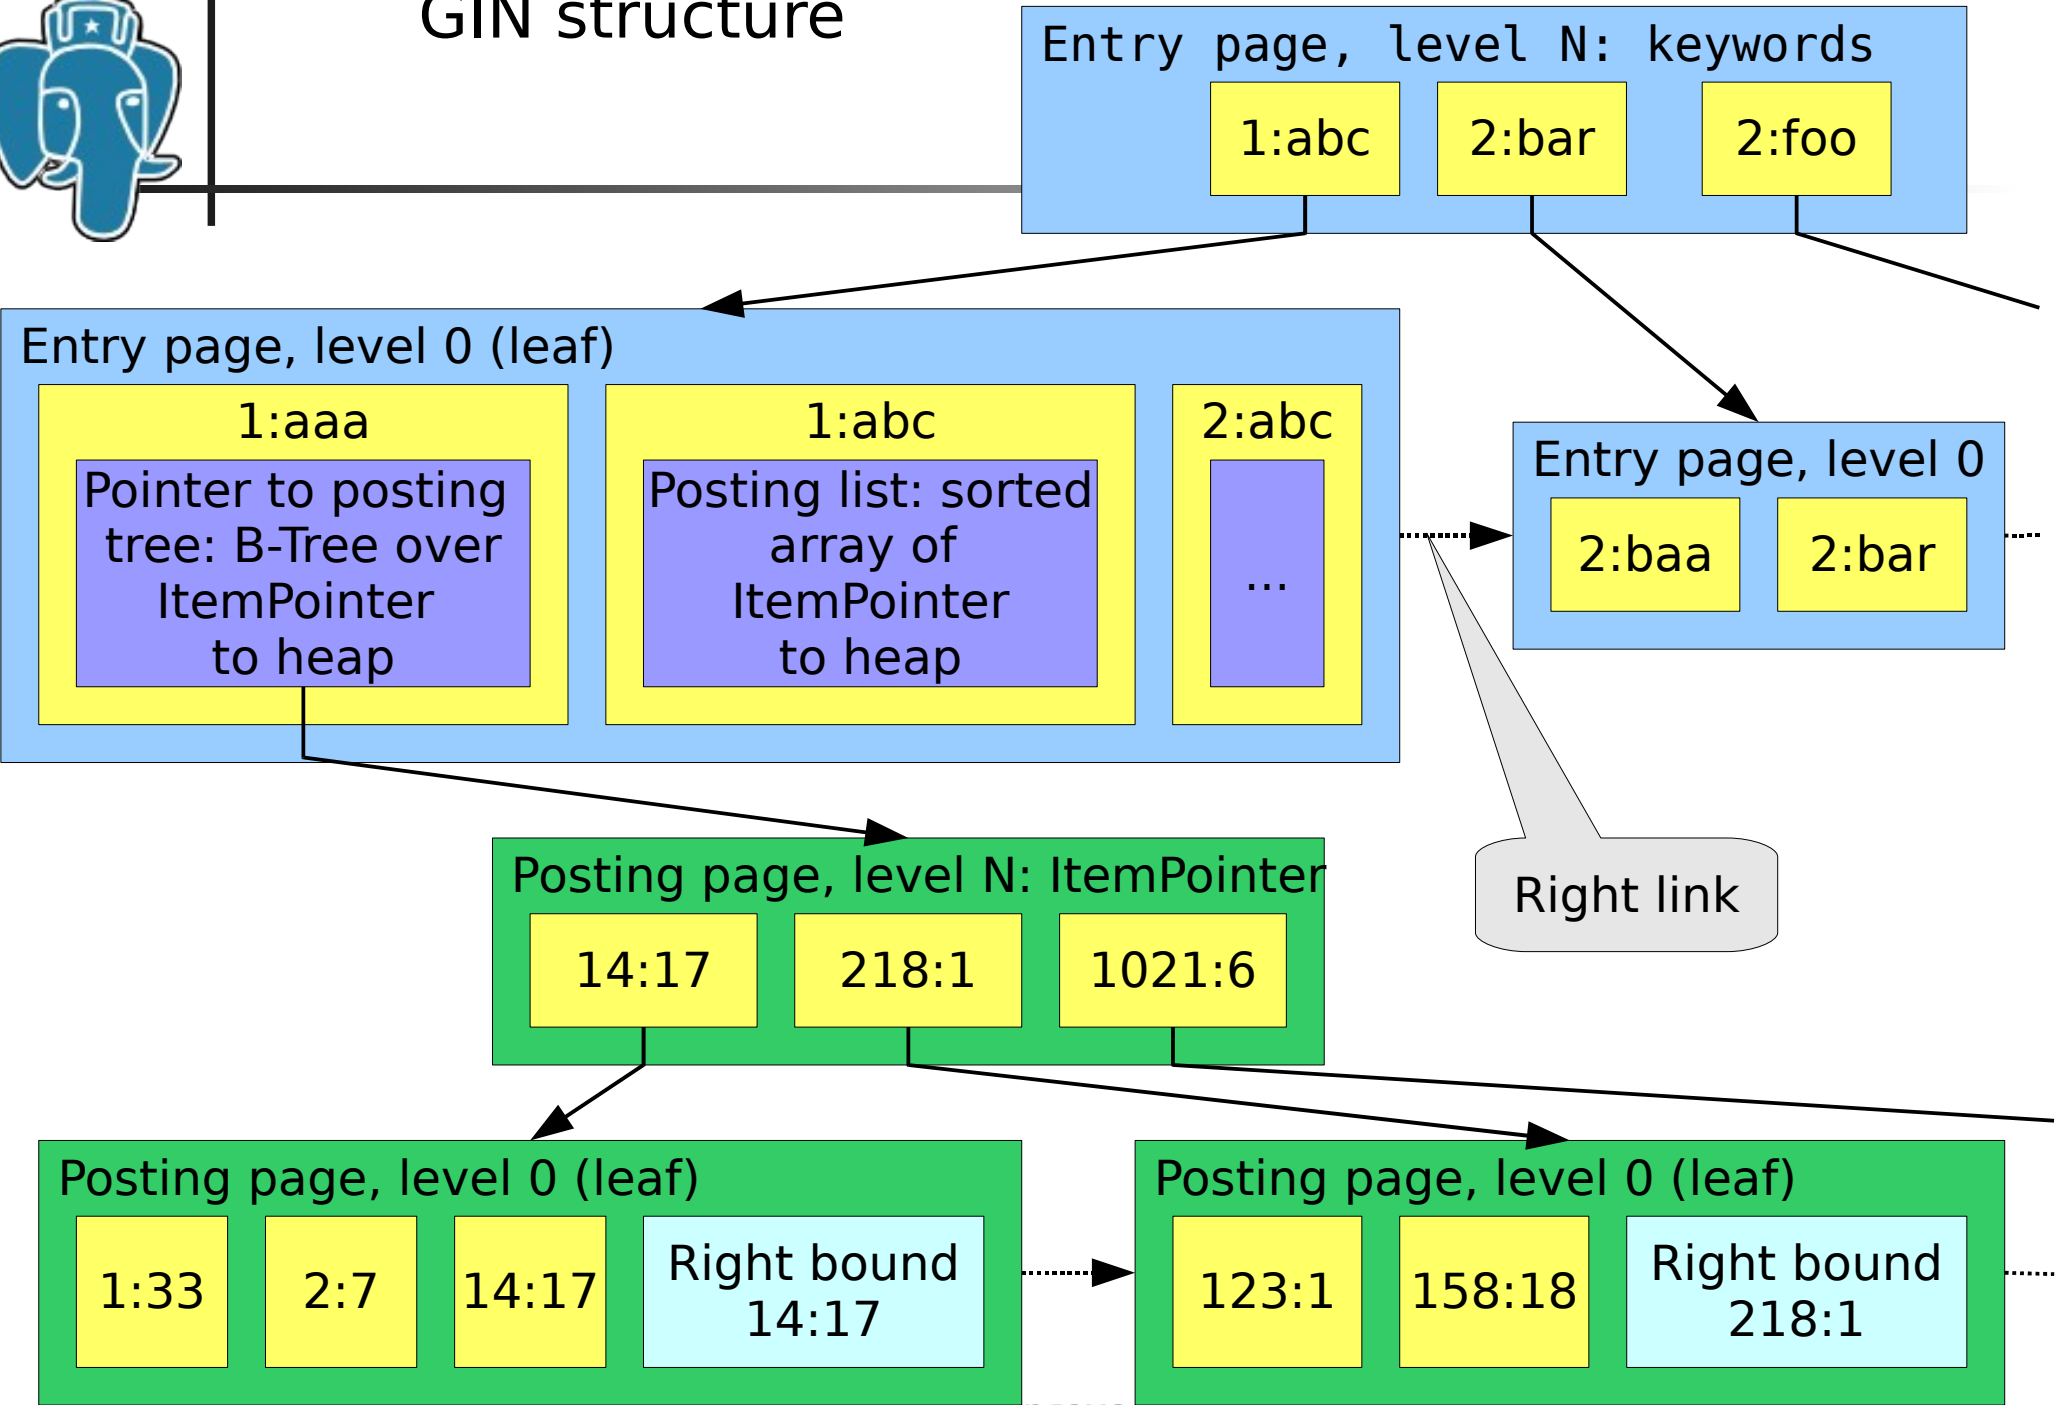 GIN structure
Entry page, level N: keywords
1:abc
2:bar
2:foo
Entry page, level 0 (leaf)
1:aaa
Pointer to posting
tree: B-Tree over
ItemPointer
to heap
1:abc
Posting list: sorted
array of
ItemPointer
to heap
2:abc
...
Entry page, level 0
2:baa
2:bar
Right link
Posting page, level N: ItemPointer
14:17
218:1
1021:6
Posting page, level 0 (leaf)
1:33
2:7
14:17
Right bound
14:17
Posting page, level 0 (leaf)
123:1
158:18
Right bound
218:1